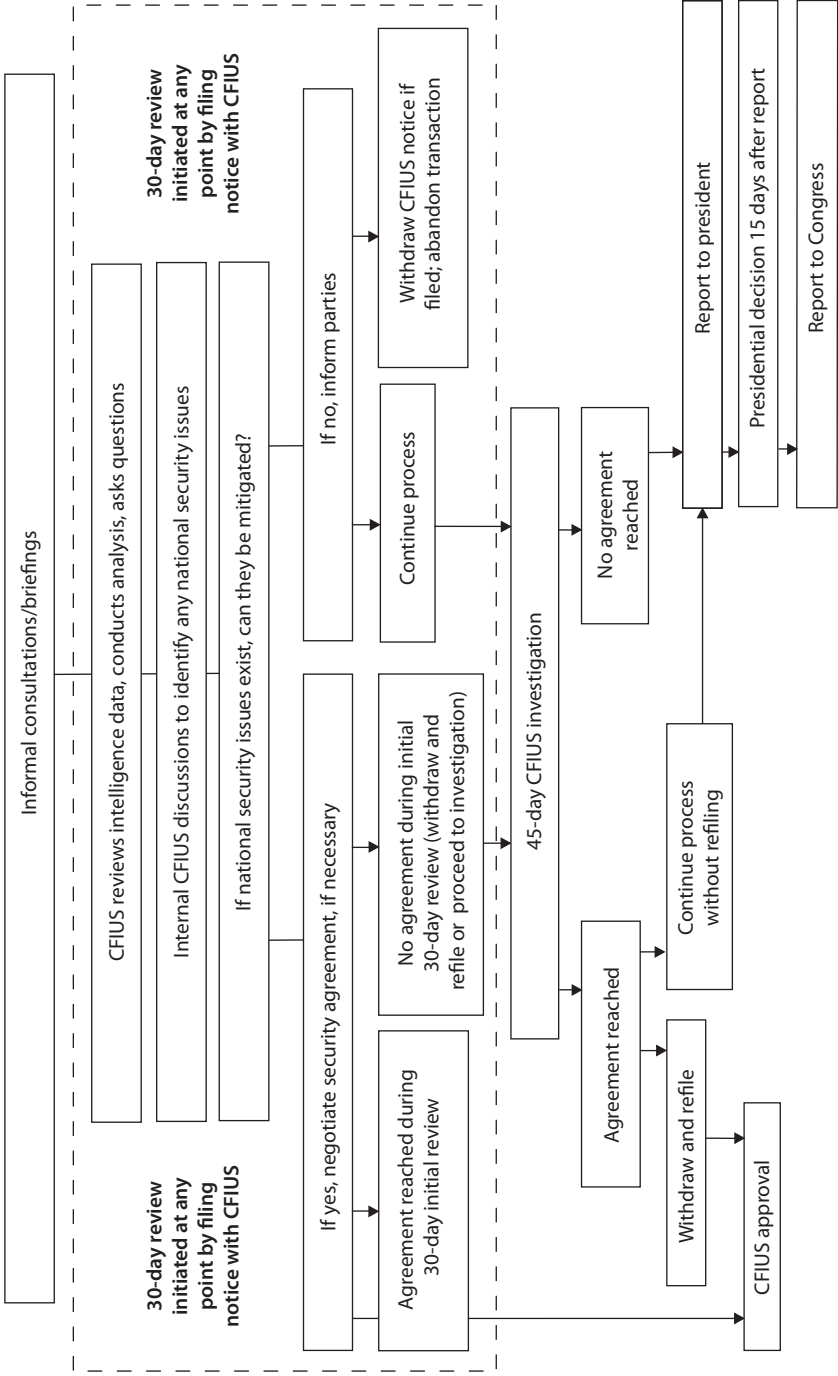 Informal consultations/briefings
30-day review
initiated at any
point by filing
notice with CFIUS
30-day review
initiated at any
point by filing
notice with CFIUS
CFIUS reviews intelligence data, conducts analysis, asks questions
Internal CFIUS discussions to identify any national security issues
If national security issues exist, can they be mitigated?
If yes, negotiate security agreement, if necessary
If no, inform parties
Agreement reached during
30-day initial review
No agreement during initial
30-day review (withdraw and
refile or proceed to investigation)
Continue process
Withdraw CFIUS notice if
filed; abandon transaction
45-day CFIUS investigation
Agreement reached
No agreement
reached
Withdraw and refile
Continue process
without refiling
Report to president
CFIUS approval
Presidential decision 15 days after report
Report to Congress